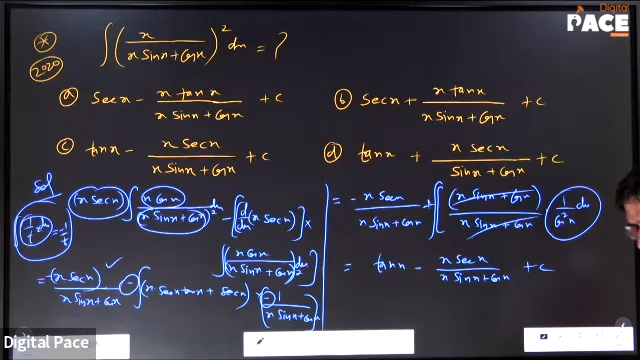 Digital
PACE
* ∫ (x / (x Sinx + Cosx))² dx = ?
2020
a Secx − (x tanx) / (x Sinx + Cosx) + C
b Secx + (x tanx) / (x Sinx + Cosx) + C
c tanx − (x Secx) / (x Sinx + Cosx) + C
d tanx + (x Secx) / (Sinx + Cosx) + C
Sol
(x Secx) ∫ (x Cosx) / (x Sinx + Cosx)² dx − ∫ [d/dx (x Secx)] ×
∫ (x Cosx) / (x Sinx + Cosx)² dx
= −(x Secx) / (x Sinx + Cosx) − ∫ (x · Secx tanx + Secx) × −1 / (x Sinx + Cosx)
= −(x Secx) / (x Sinx + Cosx) + ∫ (x Sinx + Cosx) / (x Sinx + Cosx) 1 / Cos²x dx
= tanx − (x Secx) / (x Sinx + Cosx) + C
Digital Pace